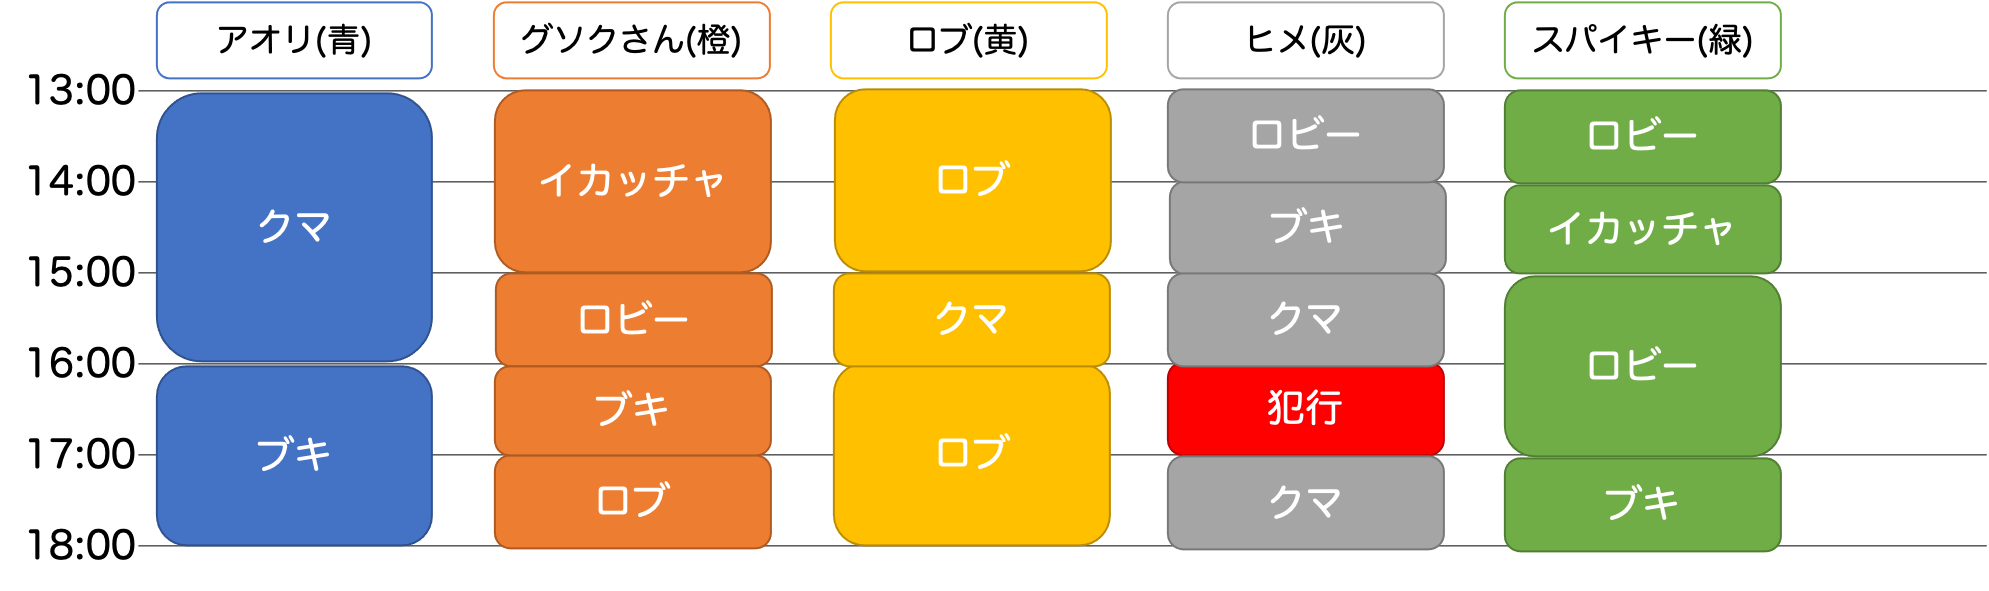 アオリ(青)
グソクさん(橙)
ロブ(黄)
ヒメ(灰)
スパイキー(緑)
13:00
14:00
15:00
16:00
17:00
18:00
クマ
ブキ
イカッチャ
ロビー
ブキ
ロブ
ロブ
クマ
ロブ
ロビー
ブキ
クマ
犯行
クマ
ロビー
イカッチャ
ロビー
ブキ